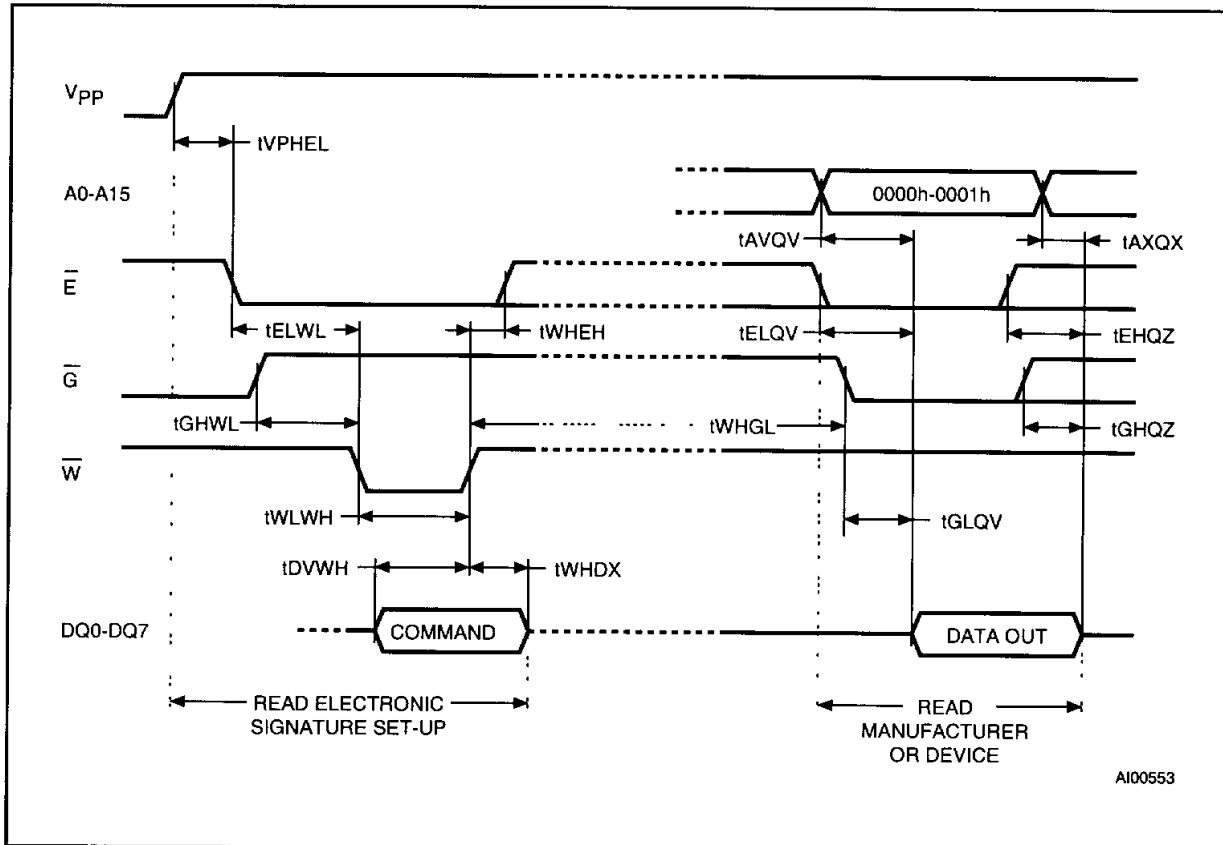 VPP
tVPHEL
A0-A15
0000h-0001h
tAVQV
tAXQX
E
tELWL
tWHEH
tELQV
tEHQZ
G
tGHWL
tWHGL
tGHQZ
W
tWLWH
tGLQV
tDVWH
tWHDX
DQ0-DQ7
COMMAND
DATA OUT
READ ELECTRONIC
SIGNATURE SET-UP
READ
MANUFACTURER
OR DEVICE
AI00553